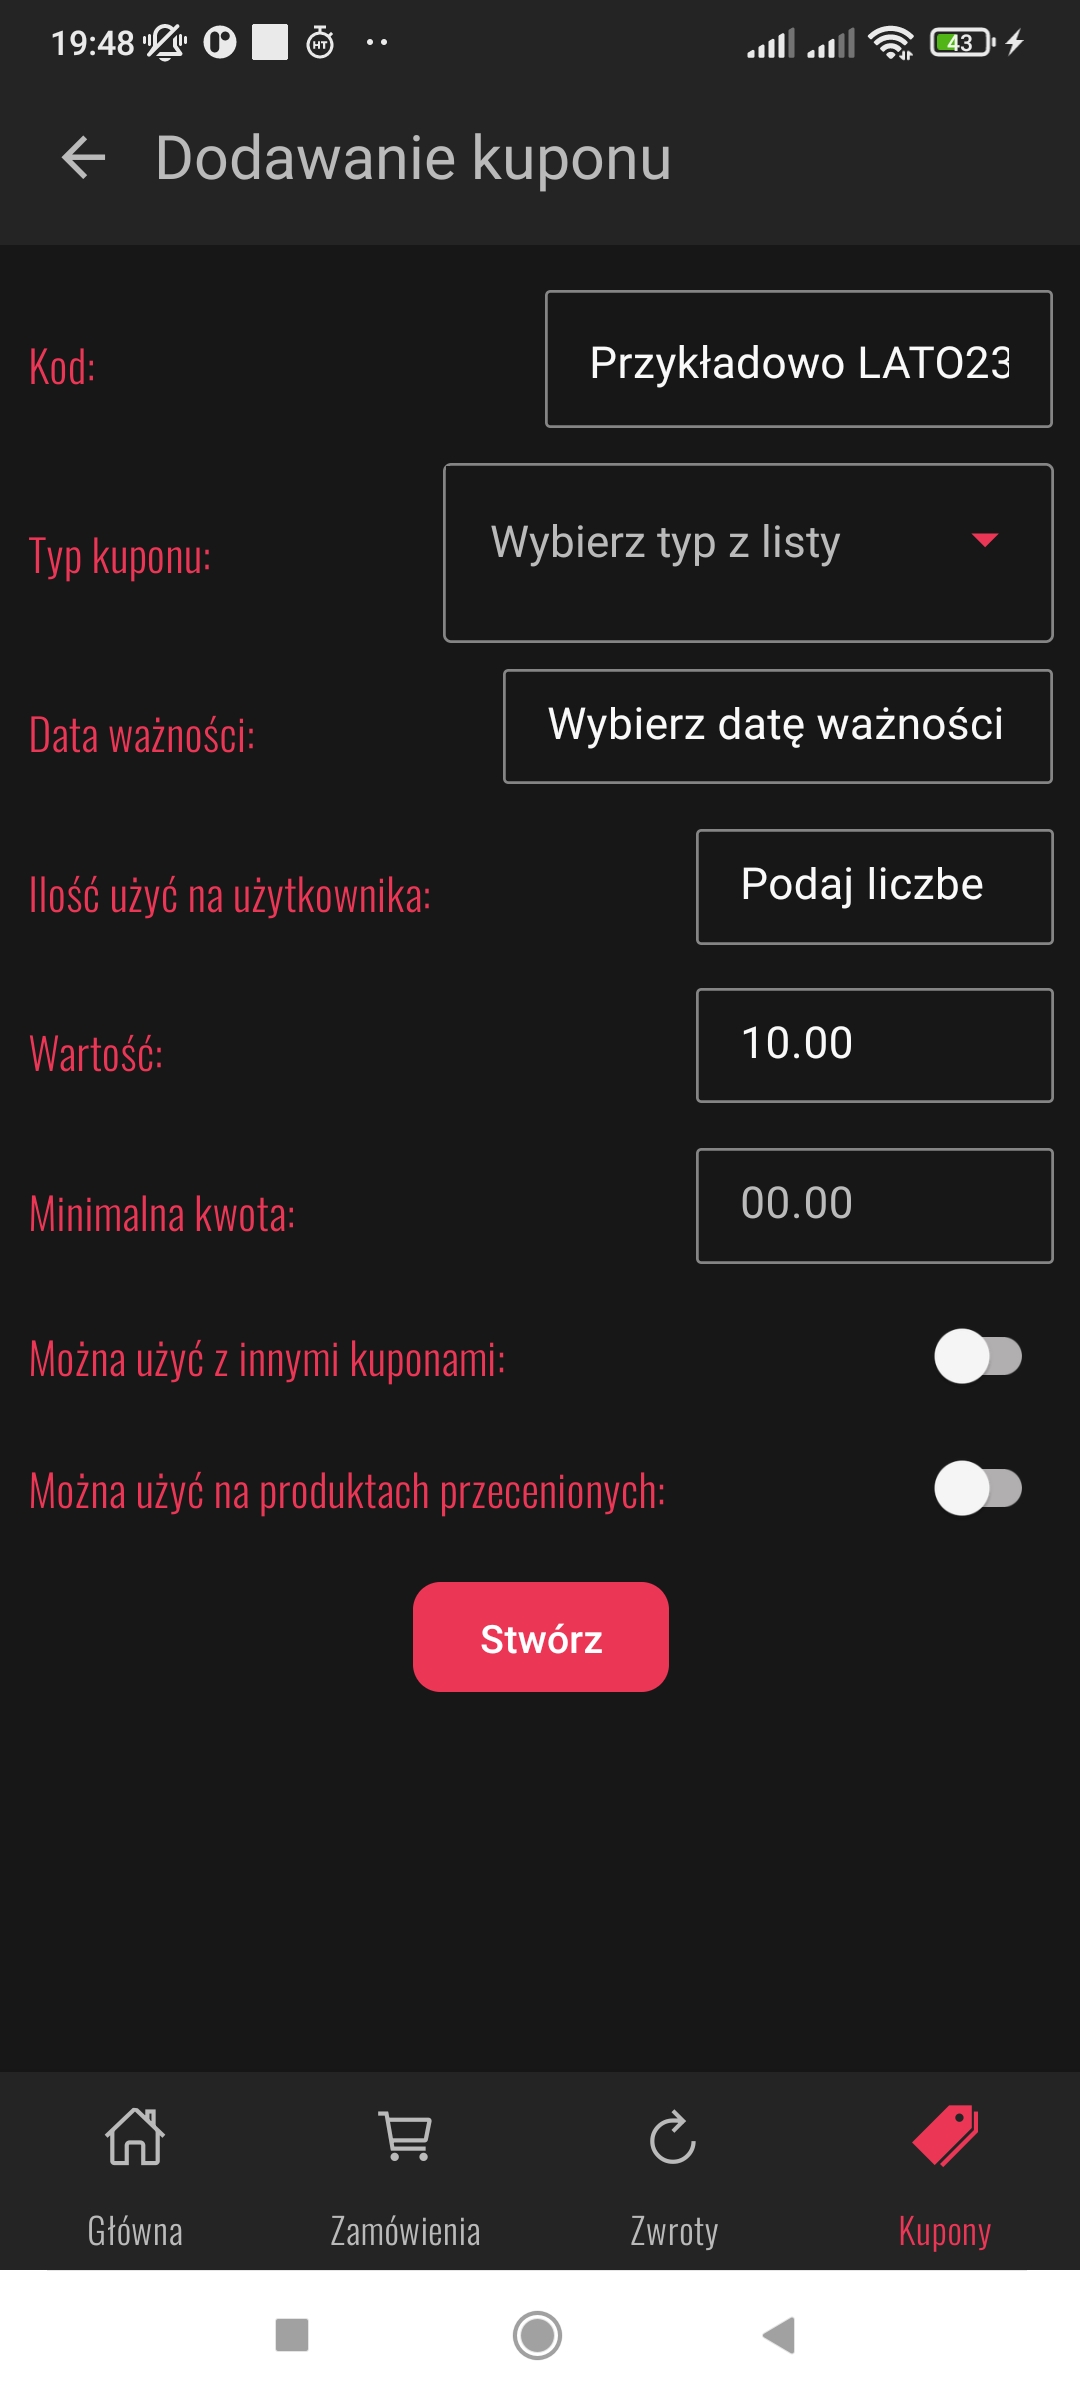 19:48
HT
43
Dodawanie kuponu
Kod:
Przykładowo LATO23
Typ kuponu:
Wybierz typ z listy
Data ważności:
Wybierz datę ważności
Ilość użyć na użytkownika:
Podaj liczbe
Wartość:
10.00
Minimalna kwota:
00.00
Można użyć z innymi kuponami:
Można użyć na produktach przecenionych:
Stwórz
Główna
Zamówienia
Zwroty
Kupony